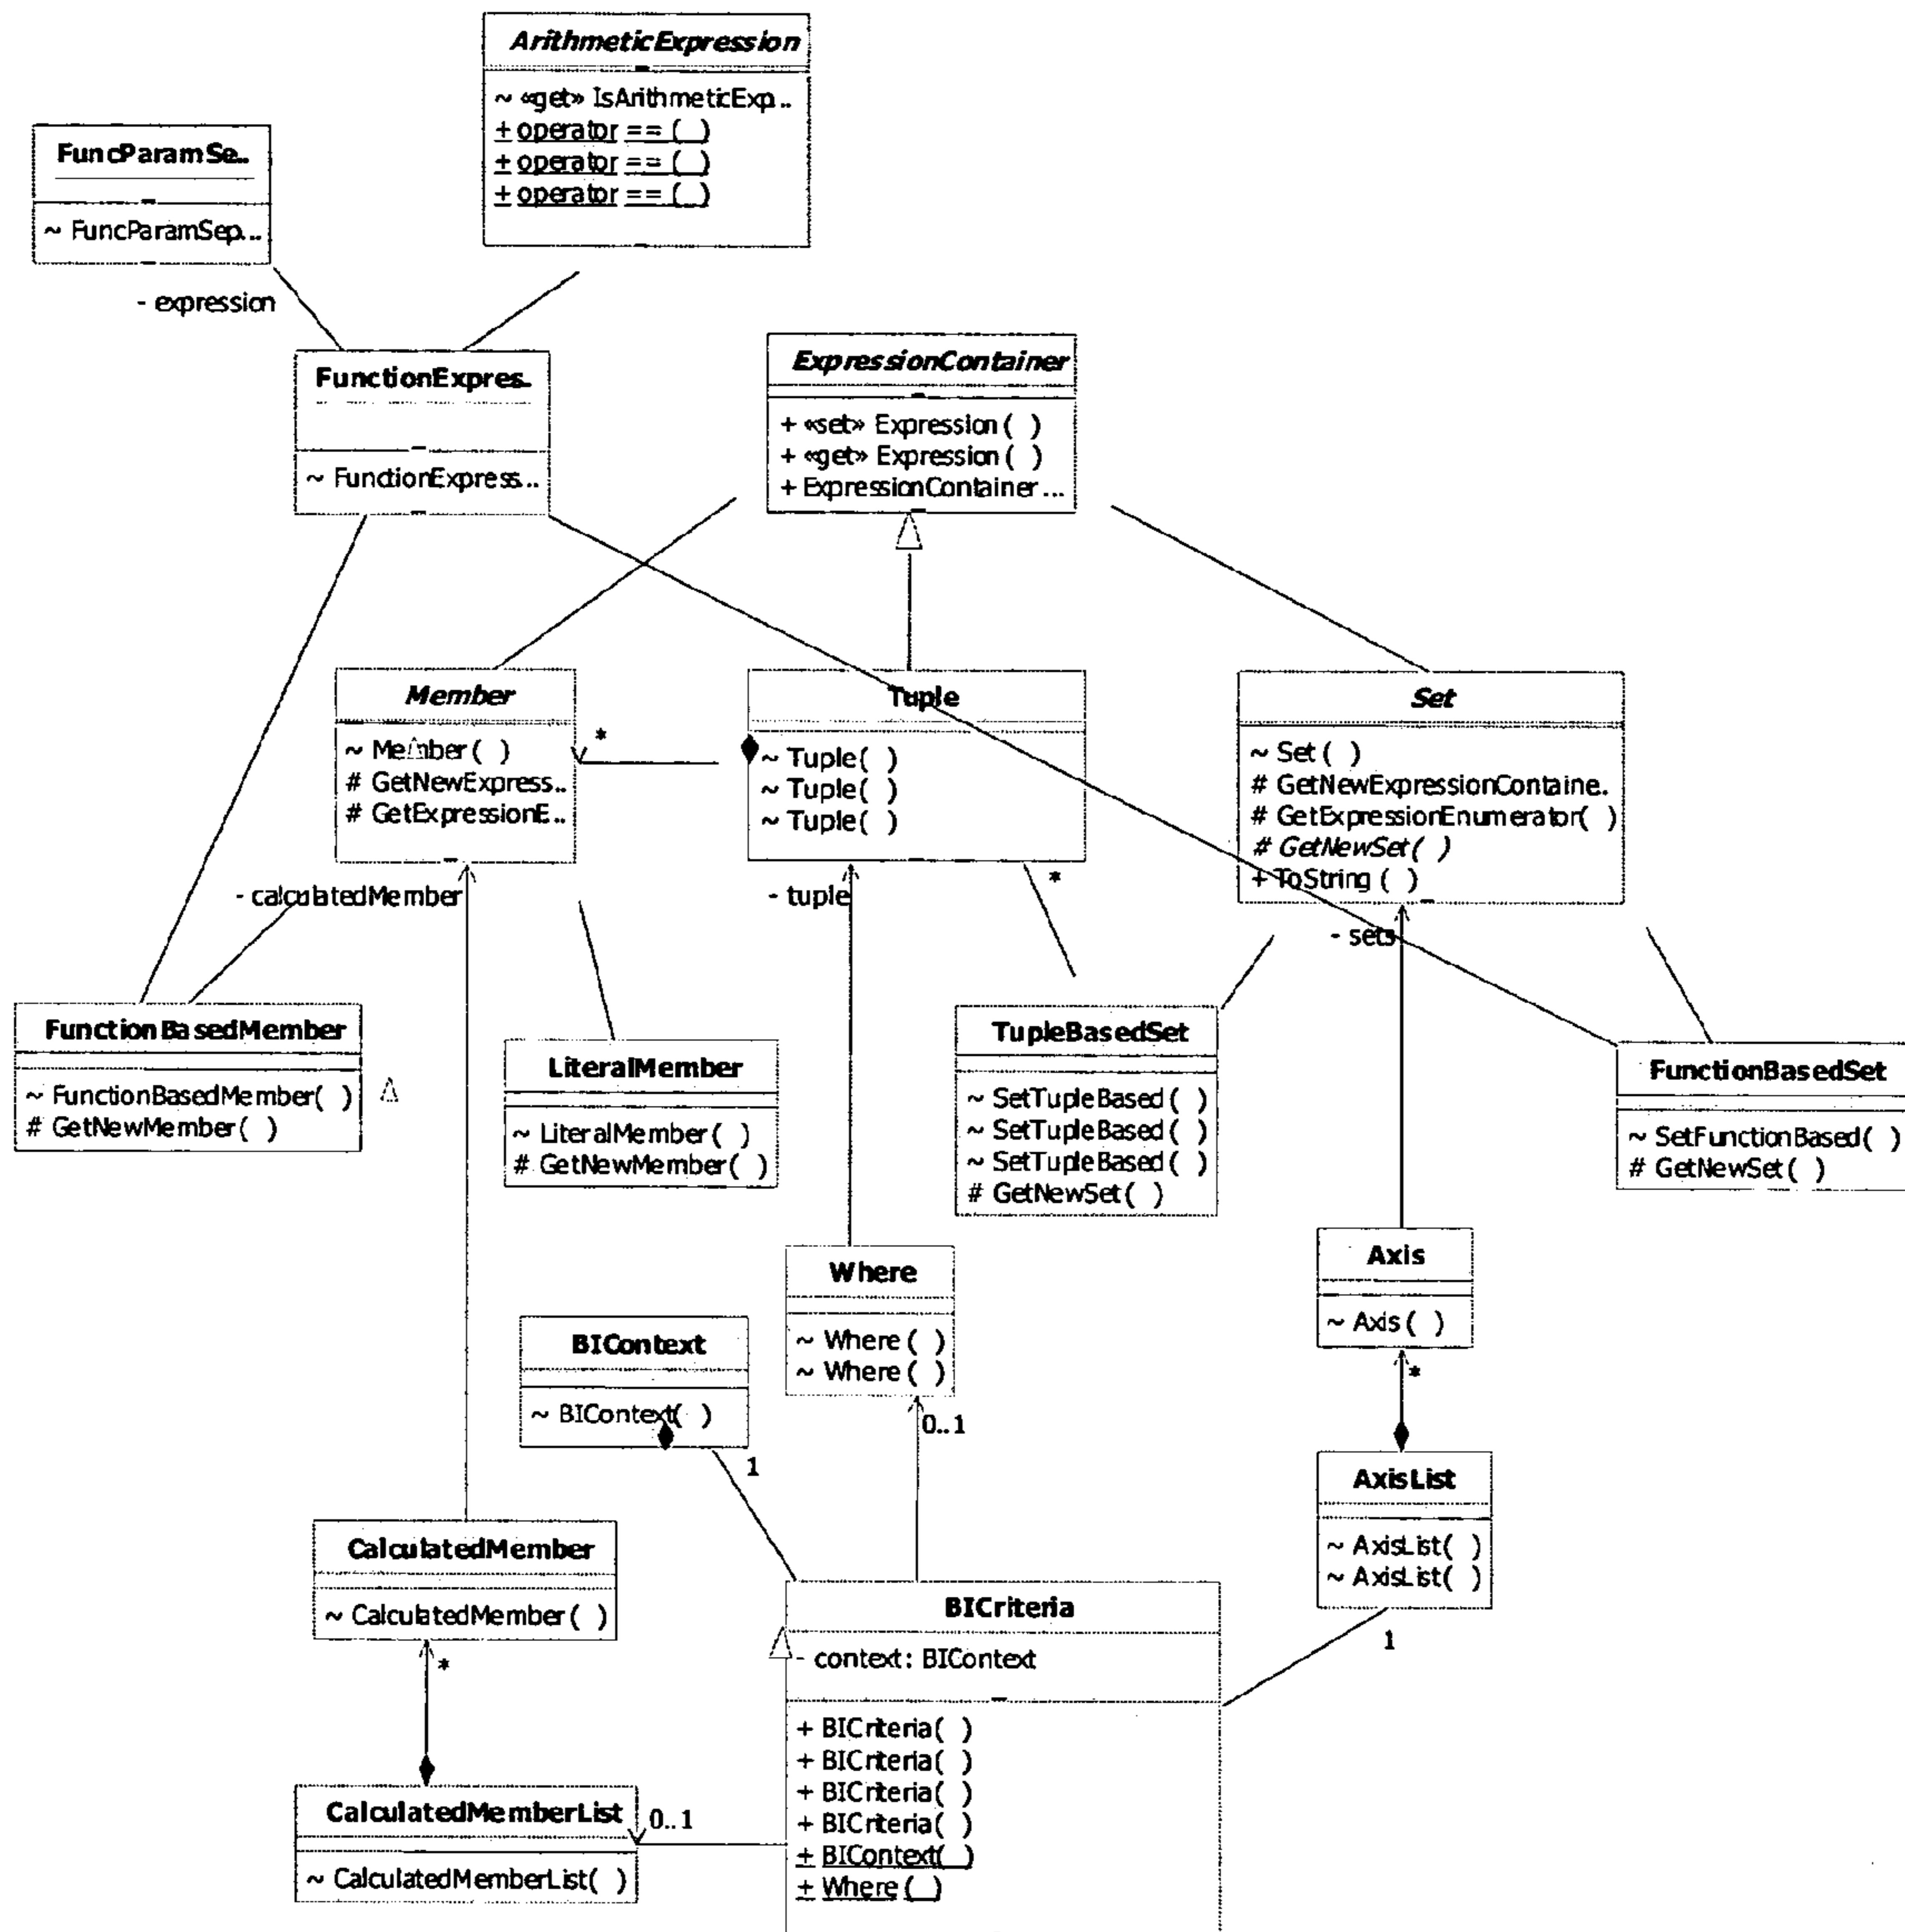 ArithmeticExpression
~ «get» IsArithmeticExp..
+ operator == ( )
+ operator == ( )
+ operator == ( )
FuncParamSe..
~ FuncParamSep...
- expression
FunctionExpres..
~ FunctionExpress...
ExpressionContainer
+ «set» Expression( )
+ «get» Expression( )
+ ExpressionContainer...
Member
~ Member( )
# GetNewExpress..
# GetExpressionE..
*
Tuple
~ Tuple( )
~ Tuple( )
~ Tuple( )
Set
~ Set( )
# GetNewExpressionContaine..
# GetExpressionEnumerator( )
# GetNewSet( )
+ ToString( )
- calculatedMember
- tuple
*
- sets
FunctionBasedMember
~ FunctionBasedMember( )
# GetNewMember( )
LiteralMember
~ LiteralMember( )
# GetNewMember( )
TupleBasedSet
~ SetTupleBased( )
~ SetTupleBased( )
~ SetTupleBased( )
# GetNewSet( )
FunctionBasedSet
~ SetFunctionBased( )
# GetNewSet( )
Where
~ Where( )
~ Where( )
Axis
~ Axis( )
BIContext
~ BIContext( )
1
0..1
*
AxisList
~ AxisList( )
~ AxisList( )
1
CalculatedMember
~ CalculatedMember( )
*
BICriteria
- context: BIContext
+ BICriteria( )
+ BICriteria( )
+ BICriteria( )
+ BICriteria( )
+ BIContext( )
+ Where( )
CalculatedMemberList
~ CalculatedMemberList( )
0..1